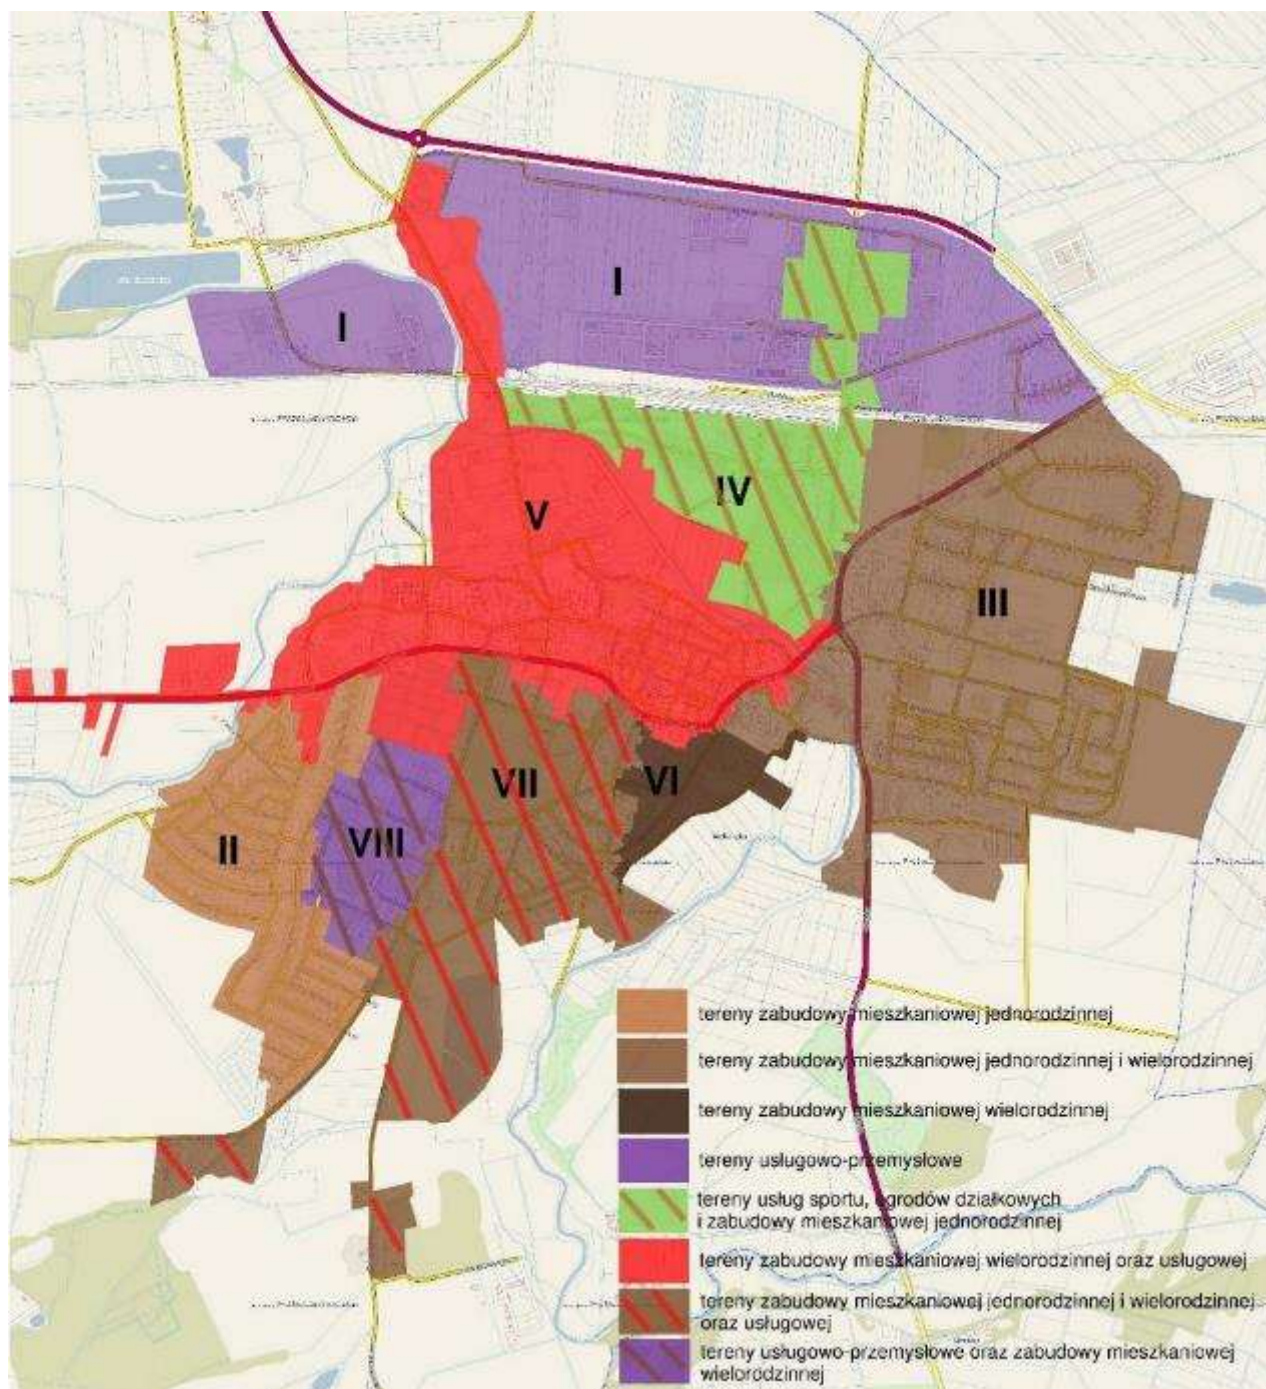 I
I
IV
V
III
VII
VI
II
VIII
tereny zabudowy mieszkaniowej jednorodzinnej
tereny zabudowy mieszkaniowej jednorodzinnej i wielorodzinnej
tereny zabudowy mieszkaniowej wielorodzinnej
tereny usługowo-przemysłowe
tereny usług sportu, ogrodów działkowych
i zabudowy mieszkaniowej jednorodzinnej
tereny zabudowy mieszkaniowej wielorodzinnej oraz usługowej
tereny zabudowy mieszkaniowej jednorodzinnej i wielorodzinnej
oraz usługowej
tereny usługowo-przemysłowe oraz zabudowy mieszkaniowej
wielorodzinnej